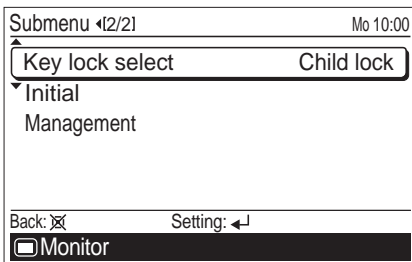 Submenu [2/2] Mo 10:00
Key lock select Child lock
Initial
Management
Back: Setting:
Monitor